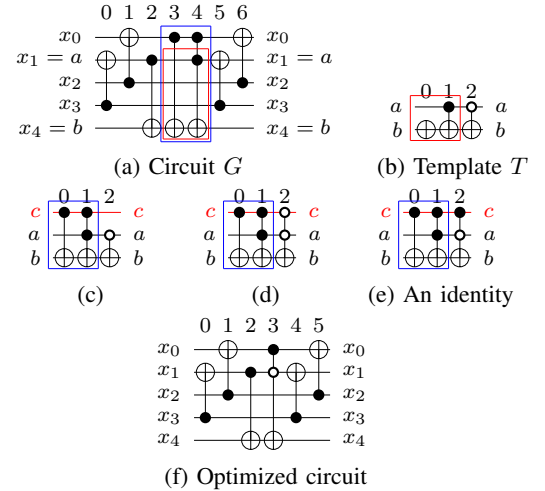 0 1 2 3 4 5 6
x₀ x₀
x₁ = a x₁ = a
x₂ x₂
x₃ x₃
x₄ = b x₄ = b
(a) Circuit G
0 1 2
a a
b b
(b) Template T
0 1 2
c c
a a
b b
(c)
0 1 2
c c
a a
b b
(d)
0 1 2
c c
a a
b b
(e) An identity
0 1 2 3 4 5
x₀ x₀
x₁ x₁
x₂ x₂
x₃ x₃
x₄ x₄
(f) Optimized circuit